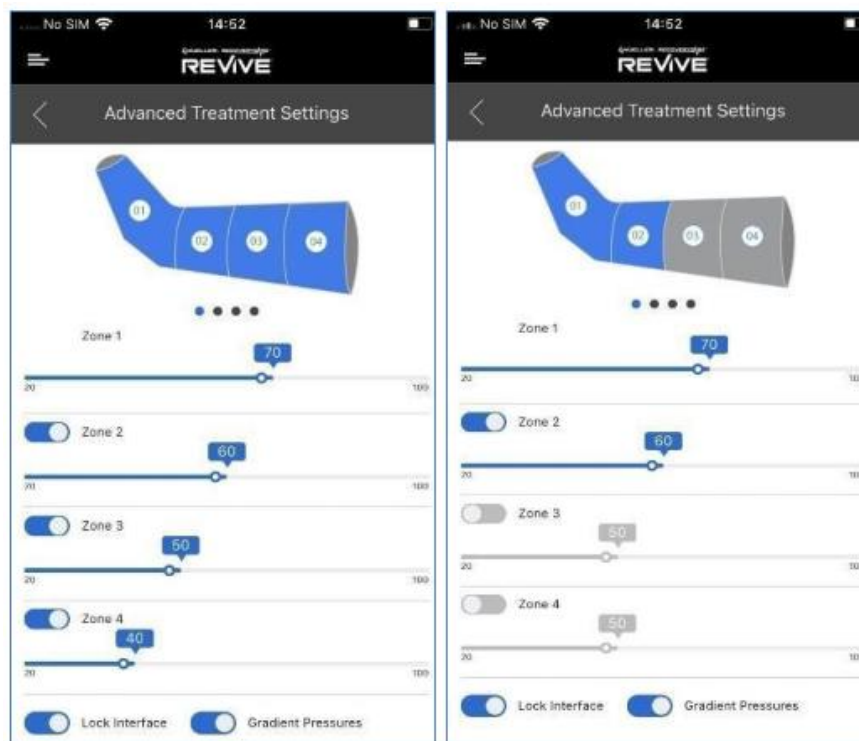 No SIM 14:52
REVIVE
Advanced Treatment Settings
01
02
03
04
Zone 1
70
20 100
Zone 2
60
20 100
Zone 3
50
20 100
Zone 4
40
20 100
Lock Interface Gradient Pressures
No SIM 14:52
REVIVE
Advanced Treatment Settings
01
02
03
04
Zone 1
70
20
Zone 2
60
20
Zone 3
50
20
Zone 4
50
20
Lock Interface Gradient Pressures